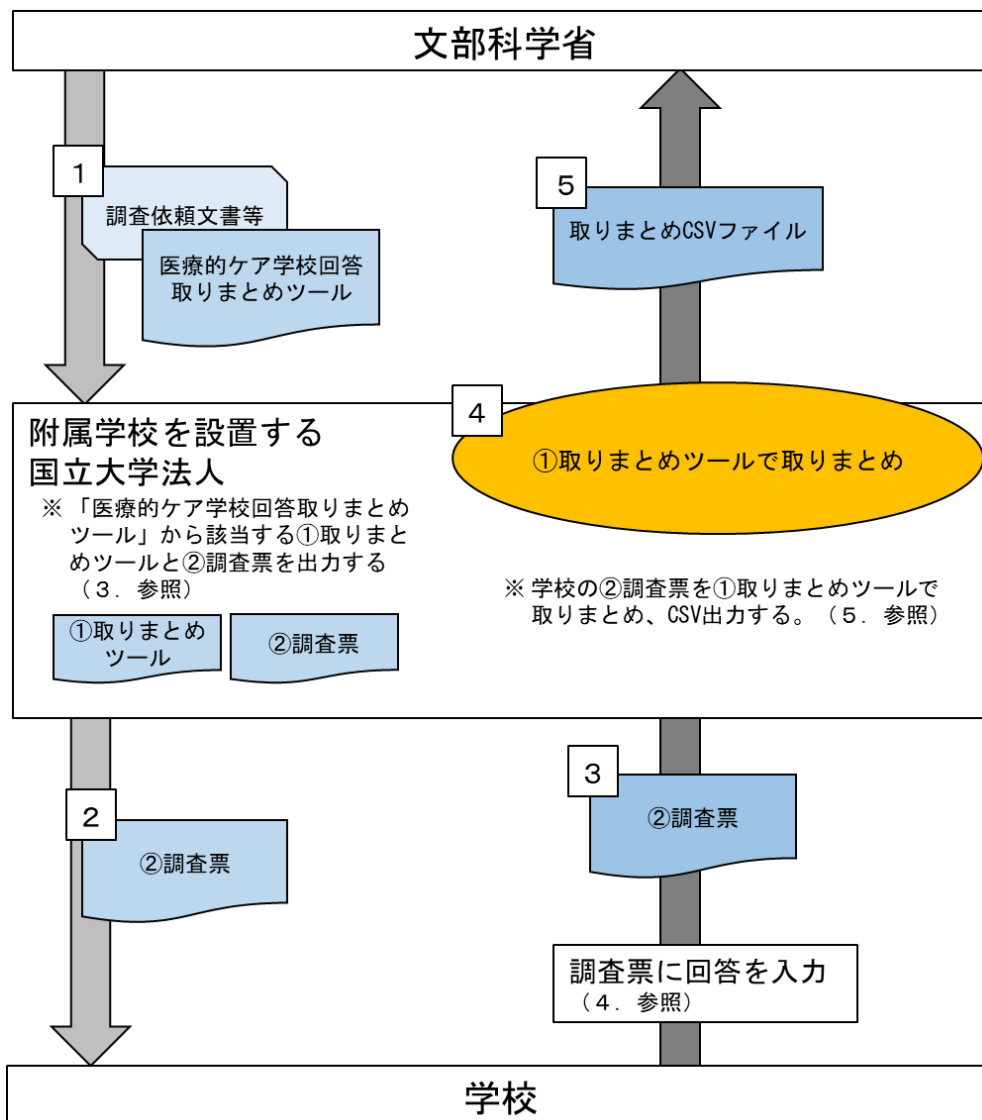 文部科学省
1
調査依頼文書等
医療的ケア学校回答
取りまとめツール
5
取りまとめCSVファイル
附属学校を設置する
国立大学法人
※ 「医療的ケア学校回答取りまとめ
ツール」から該当する①取りまと
めツールと②調査票を出力する
（３．参照）
①取りまとめ
ツール
②調査票
4
①取りまとめツールで取りまとめ
※ 学校の②調査票を①取りまとめツールで
取りまとめ、CSV出力する。（５．参照）
2
②調査票
3
②調査票
調査票に回答を入力
（４．参照）
学校